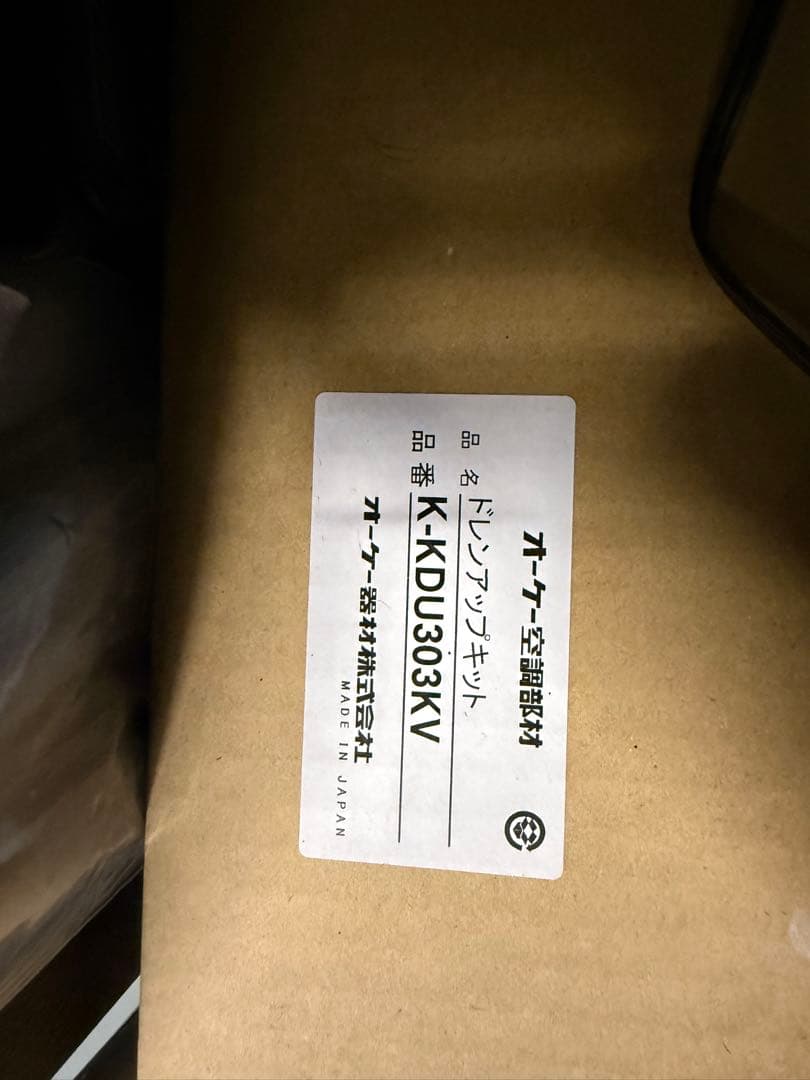 オーケー空調部材
品名 ドレンアップキット
品番 K-KDU303KV
オーケー器材株式会社
MADE IN JAPAN